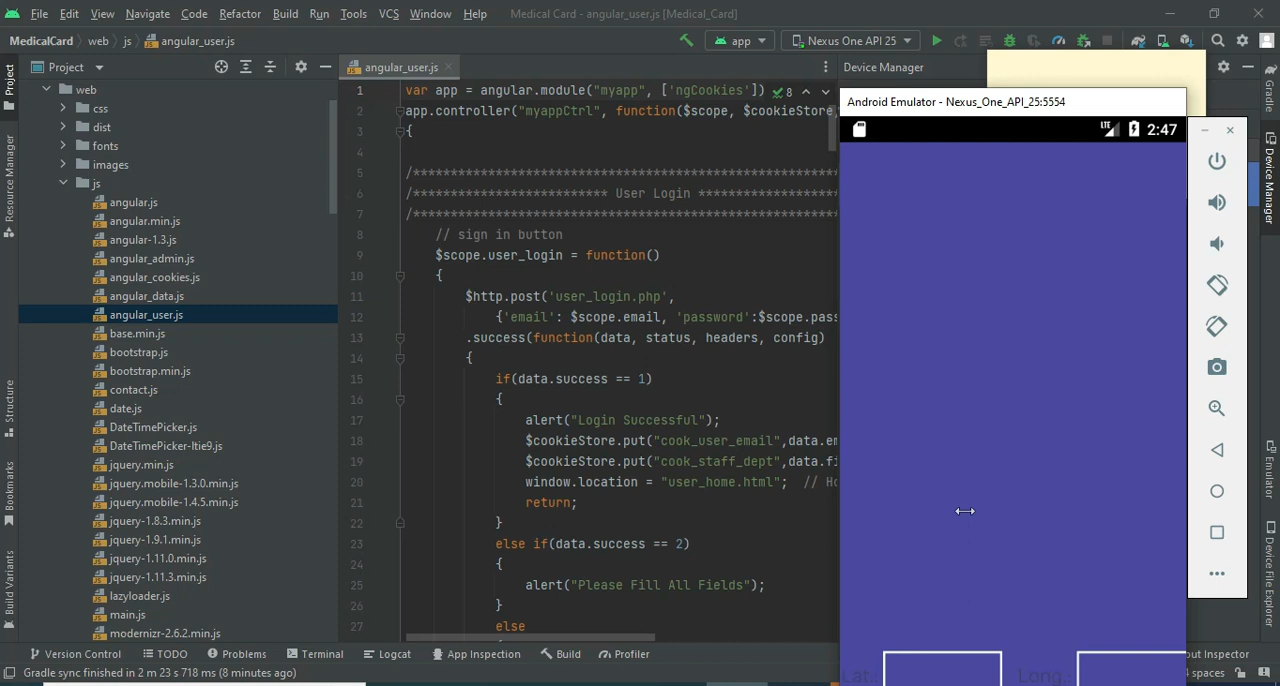 File Edit View Navigate Code Refactor Build Run Tools VCS Window Help Medical Card - angular_user.js [Medical_Card]
MedicalCard web js angular_user.js app Nexus One API 25
Project
Resource Manager
Structure
Bookmarks
Build Variants
Project
web
css
dist
fonts
images
js
angular.js
angular.min.js
angular-1.3.js
angular_admin.js
angular_cookies.js
angular_data.js
angular_user.js
base.min.js
bootstrap.js
bootstrap.min.js
contact.js
date.js
DateTimePicker.js
DateTimePicker-ltie9.js
jquery.min.js
jquery.mobile-1.3.0.min.js
jquery.mobile-1.4.5.min.js
jquery-1.8.3.min.js
jquery-1.9.1.min.js
jquery-1.11.0.min.js
jquery-1.11.3.min.js
lazyloader.js
main.js
modernizr-2.6.2.min.js
angular_user.js
8
1 var app = angular.module("myapp", ['ngCookies'])
2 app.controller("myappCtrl", function($scope, $cookieStore,
3 {
4
5 /*********************************************************
6 /************************** User Login *******************
7 /*********************************************************
8 // sign in button
9 $scope.user_login = function()
10 {
11 $http.post('user_login.php',
12 {'email': $scope.email, 'password':$scope.pass
13 .success(function(data, status, headers, config)
14 {
15 if(data.success == 1)
16 {
17 alert("Login Successful");
18 $cookieStore.put("cook_user_email",data.em
19 $cookieStore.put("cook_staff_dept",data.fi
20 window.location = "user_home.html"; // Ho
21 return;
22 }
23 else if(data.success == 2)
24 {
25 alert("Please Fill All Fields");
26 }
27 else
Device Manager
Android Emulator - Nexus_One_API_25:5554
LTE 2:47
Lat: Long:
Gradle
Device Manager
Emulator
Device File Explorer
Version Control TODO Problems Terminal Logcat App Inspection Build Profiler out Inspector
Gradle sync finished in 2 m 23 s 718 ms (8 minutes ago) 4 spaces